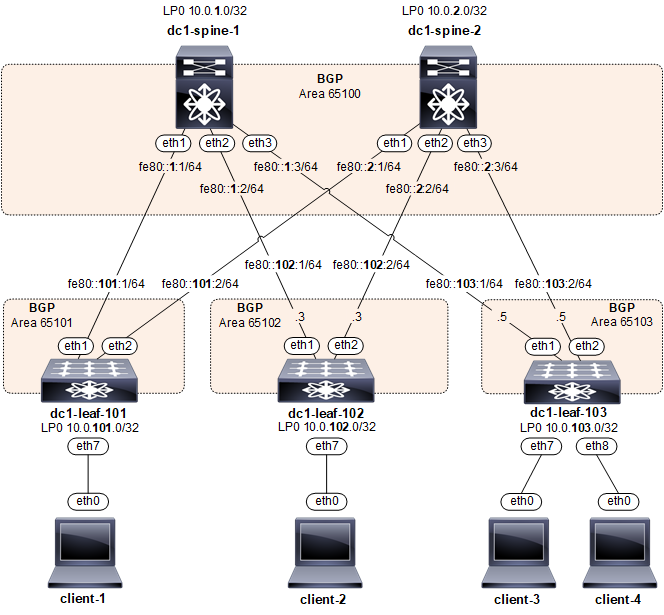 LP0 10.0.1.0/32
dc1-spine-1
LP0 10.0.2.0/32
dc1-spine-2
BGP
Area 65100
eth1
eth2
eth3
eth1
eth2
eth3
fe80::1:1/64
fe80::1:3/64
fe80::2:1/64
fe80::2:3/64
fe80::1:2/64
fe80::2:2/64
fe80::102:1/64
fe80::102:2/64
fe80::101:1/64
fe80::101:2/64
fe80::103:1/64
fe80::103:2/64
BGP
Area 65101
BGP
Area 65102
BGP
Area 65103
.3
.3
.5
.5
eth1
eth2
eth1
eth2
eth1
eth2
dc1-leaf-101
LP0 10.0.101.0/32
dc1-leaf-102
LP0 10.0.102.0/32
dc1-leaf-103
LP0 10.0.103.0/32
eth7
eth7
eth7
eth8
eth0
eth0
eth0
eth0
client-1
client-2
client-3
client-4